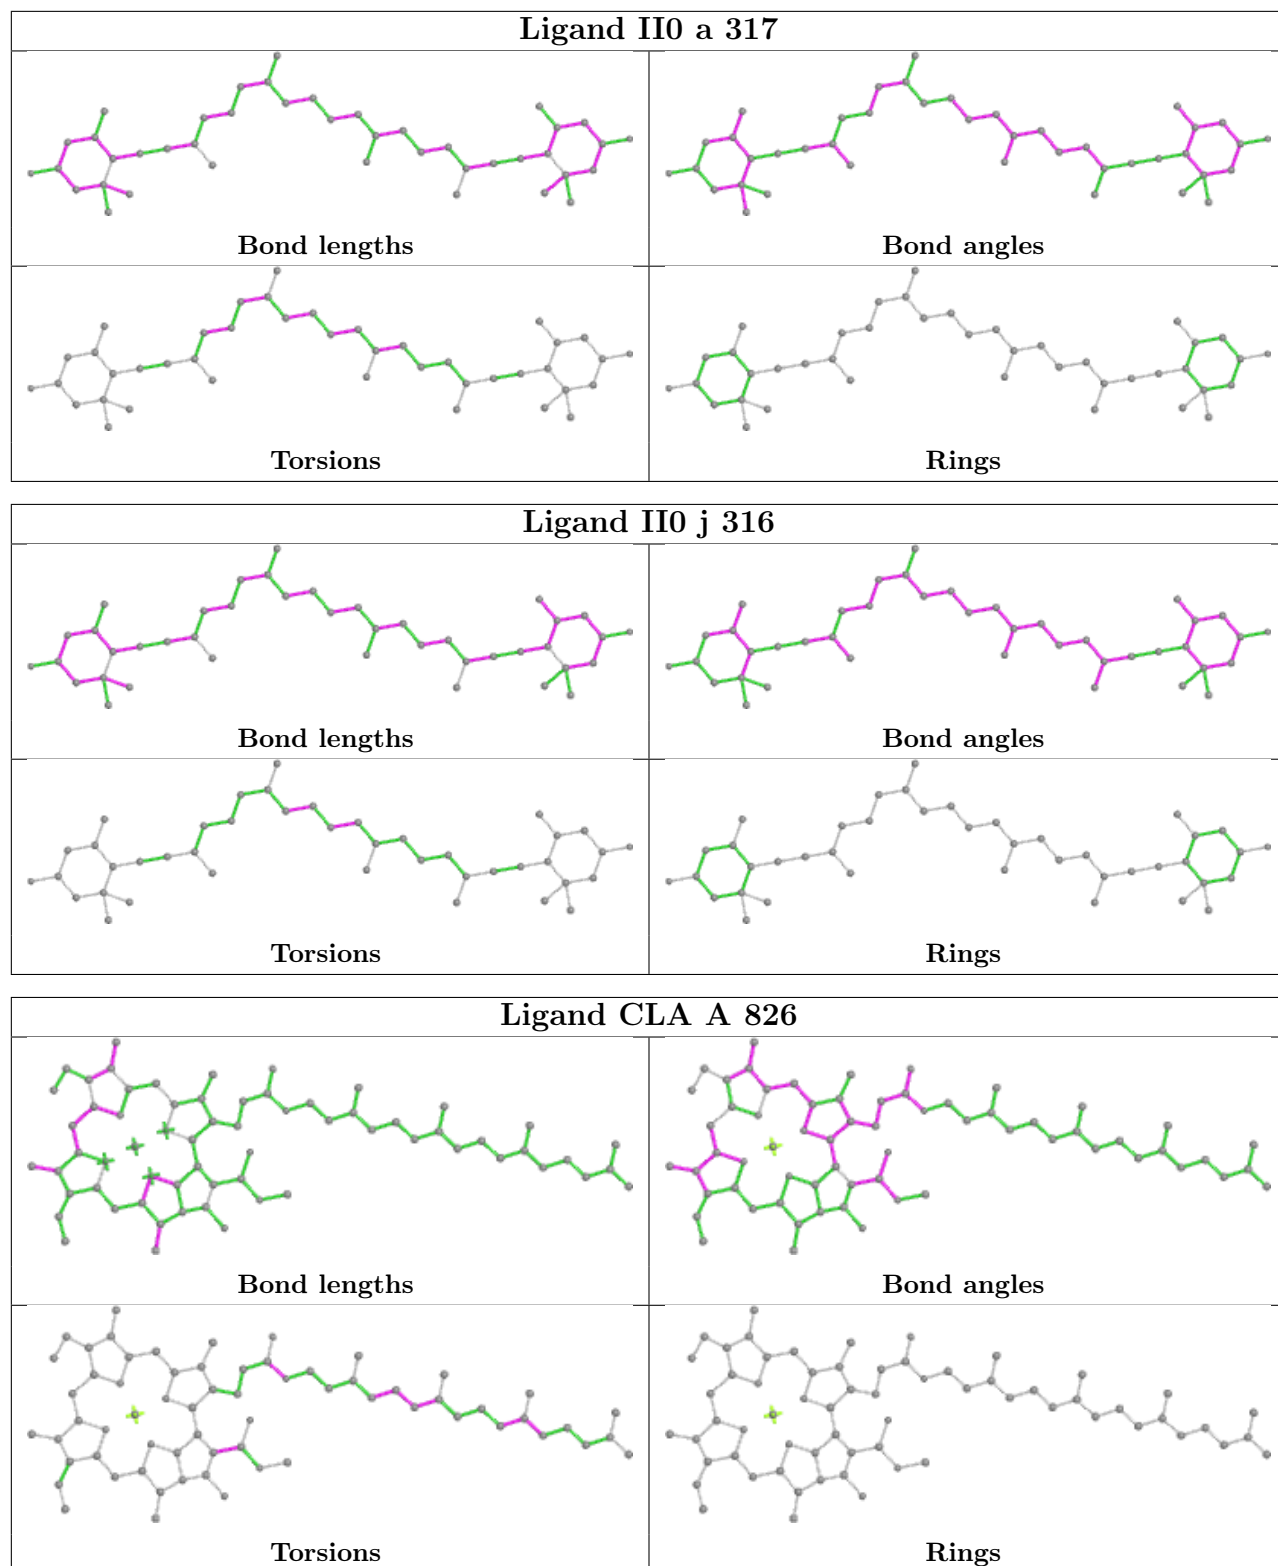 Ligand II0 a 317
Bond lengths
Bond angles
Torsions
Rings
Ligand II0 j 316
Bond lengths
Bond angles
Torsions
Rings
Ligand CLA A 826
Bond lengths
Bond angles
Torsions
Rings